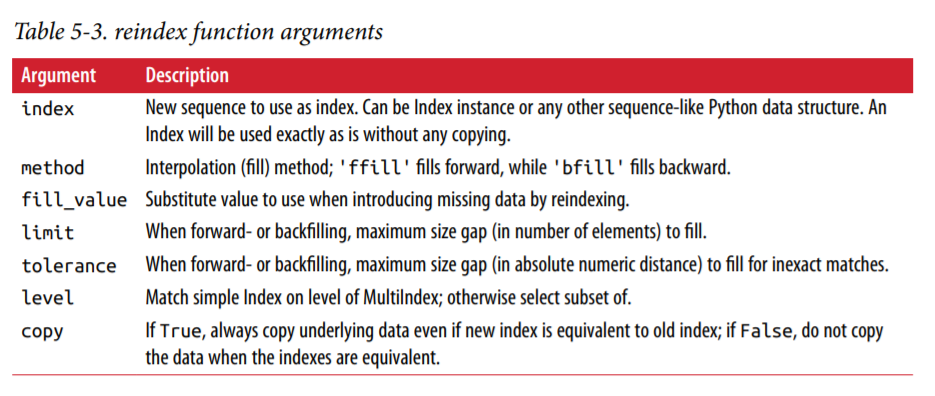 Table 5-3. reindex function arguments
Argument Description
index New sequence to use as index. Can be Index instance or any other sequence-like Python data structure. An
Index will be used exactly as is without any copying.
method Interpolation (fill) method; 'ffill' fills forward, while 'bfill' fills backward.
fill_value Substitute value to use when introducing missing data by reindexing.
limit When forward- or backfilling, maximum size gap (in number of elements) to fill.
tolerance When forward- or backfilling, maximum size gap (in absolute numeric distance) to fill for inexact matches.
level Match simple Index on level of MultiIndex; otherwise select subset of.
copy If True, always copy underlying data even if new index is equivalent to old index; if False, do not copy
the data when the indexes are equivalent.